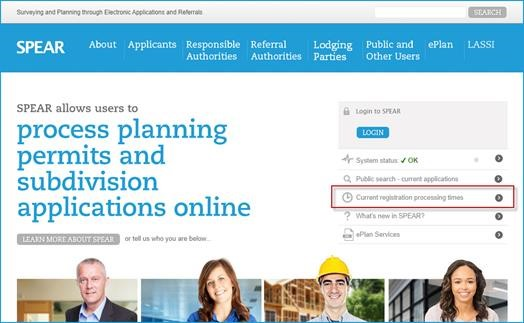 Surveying and Planning through Electronic Applications and Referrals
SEARCH
SPEAR
About
Applicants
Responsible
Authorities
Referral
Authorities
Lodging
Parties
Public and
Other Users
ePlan
LASSI
SPEAR allows users to
process planning
permits and
subdivision
applications online
LEARN MORE ABOUT SPEAR or tell us who you are below...
Login to SPEAR
LOGIN
System status: ✓ OK
Public search - current applications
Current registration processing times
What's new in SPEAR?
ePlan Services